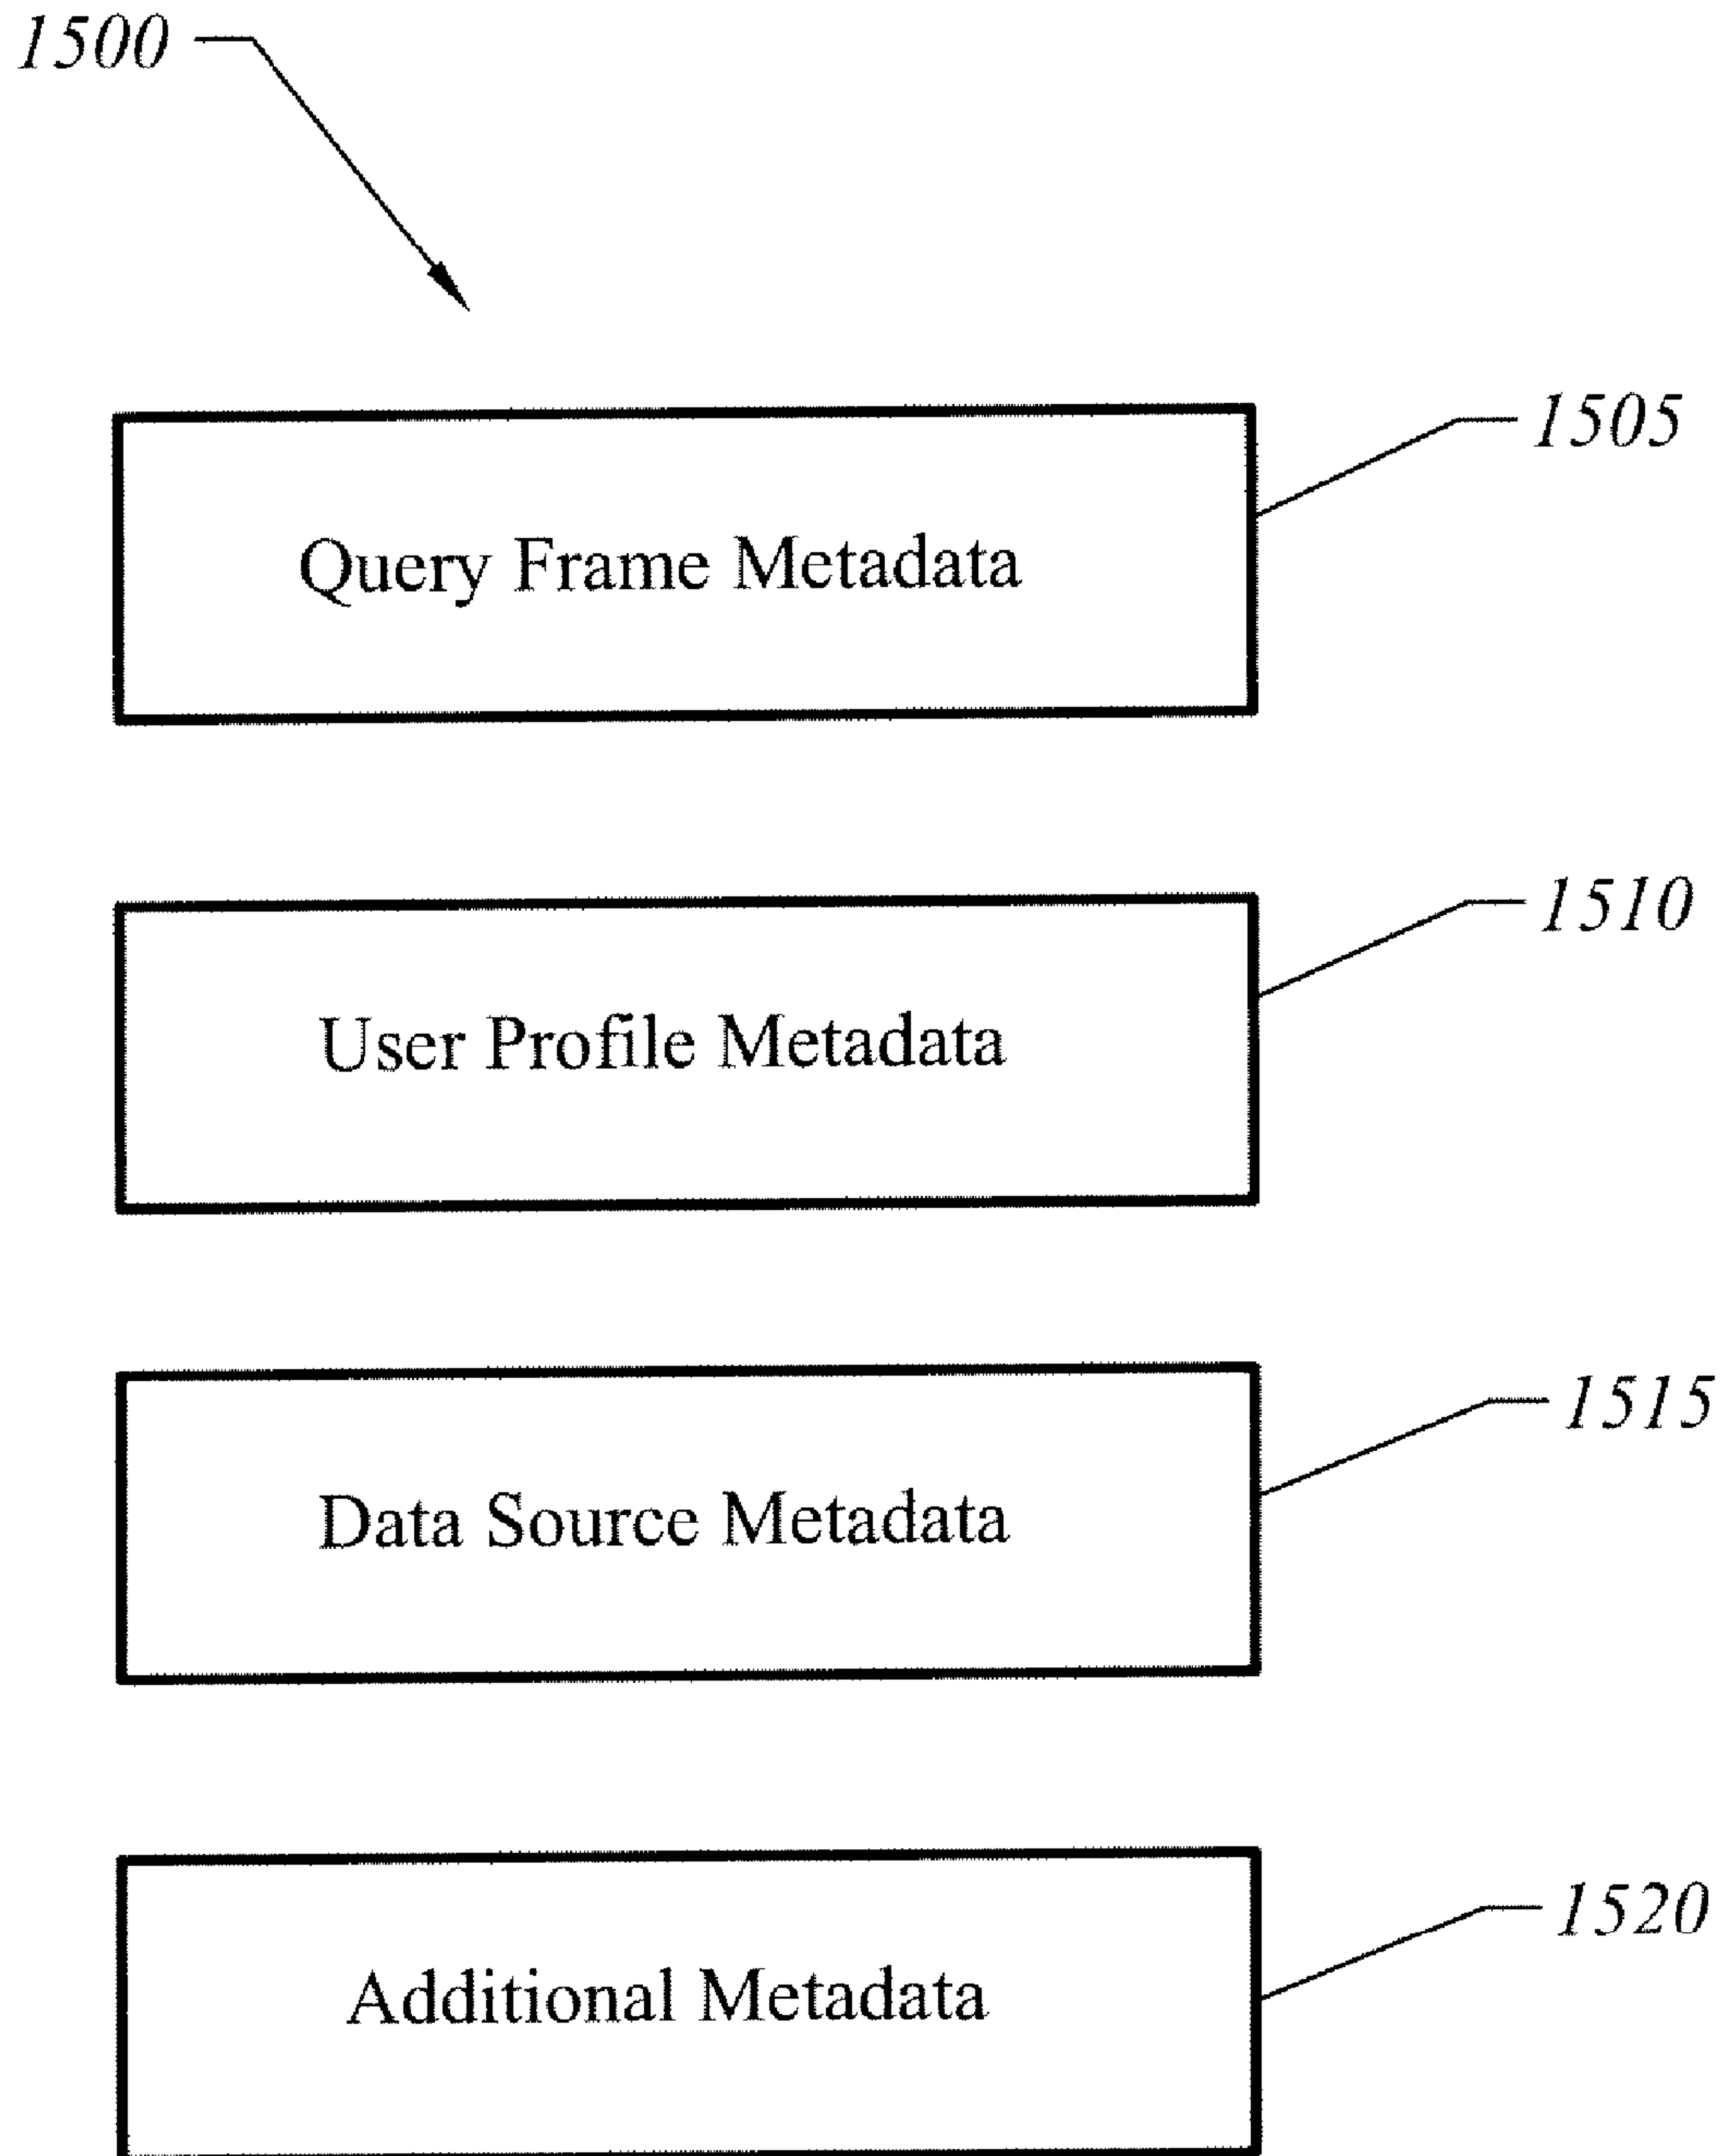 1500
1505
Query Frame Metadata
1510
User Profile Metadata
1515
Data Source Metadata
1520
Additional Metadata